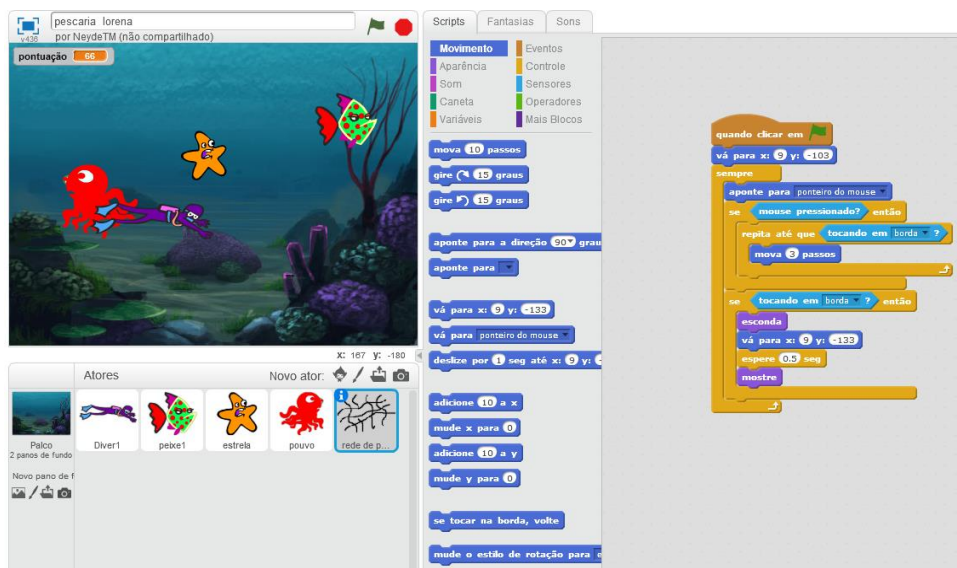 pescaria lorena
v436
por NeydeTM (não compartilhado)
pontuação 66
x: 167 y: -180
Atores
Novo ator:
Palco
2 panos de fundo
Novo pano de f
Diver1
peixe1
estrela
pouvo
rede de p...
Scripts
Fantasias
Sons
Movimento
Eventos
Aparência
Controle
Som
Sensores
Caneta
Operadores
Variáveis
Mais Blocos
mova 10 passos
gire 15 graus
gire 15 graus
aponte para a direção 90 grau
aponte para
vá para x: 9 y: -133
vá para ponteiro do mouse
deslize por 1 seg até x: 9 y:
adicione 10 a x
mude x para 0
adicione 10 a y
mude y para 0
se tocar na borda, volte
mude o estilo de rotação para
quando clicar em
vá para x: 9 y: -103
sempre
aponte para ponteiro do mouse
se mouse pressionado? então
repita até que tocando em borda ?
mova 3 passos
se tocando em borda ? então
esconda
vá para x: 9 y: -133
espere 0.5 seg
mostre